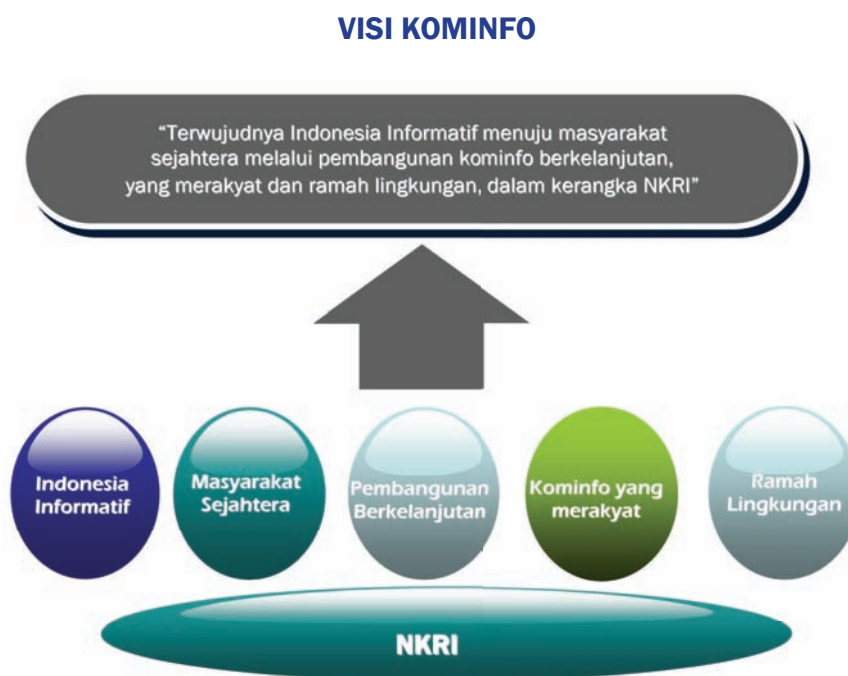 VISI KOMINFO
“Terwujudnya Indonesia Informatif menuju masyarakat
sejahtera melalui pembangunan kominfo berkelanjutan,
yang merakyat dan ramah lingkungan, dalam kerangka NKRI”
Indonesia
Informatif
Masyarakat
Sejahtera
Pembangunan
Berkelanjutan
Kominfo yang
merakyat
Ramah
Lingkungan
NKRI